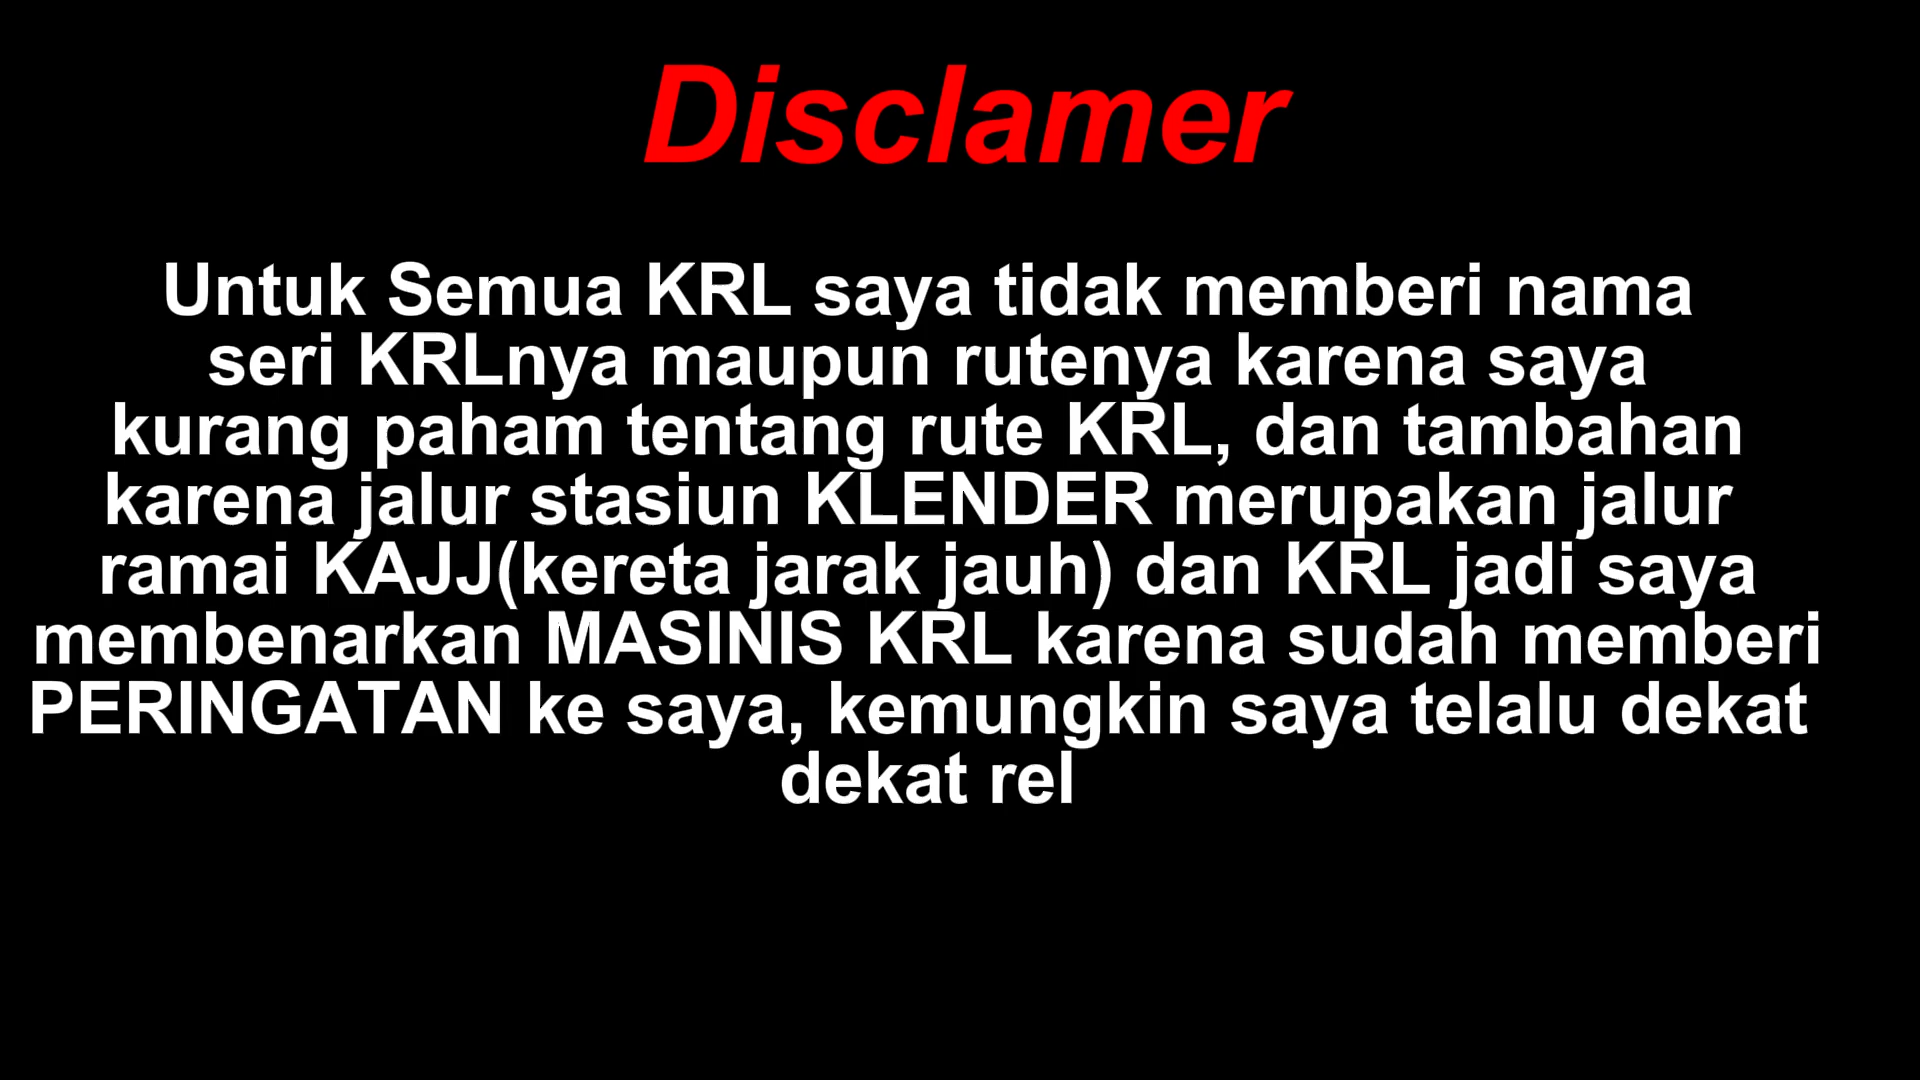 Disclamer
Untuk Semua KRL saya tidak memberi nama
seri KRLnya maupun rutenya karena saya
kurang paham tentang rute KRL, dan tambahan
karena jalur stasiun KLENDER merupakan jalur
ramai KAJJ(kereta jarak jauh) dan KRL jadi saya
membenarkan MASINIS KRL karena sudah memberi
PERINGATAN ke saya, kemungkin saya telalu dekat
dekat rel